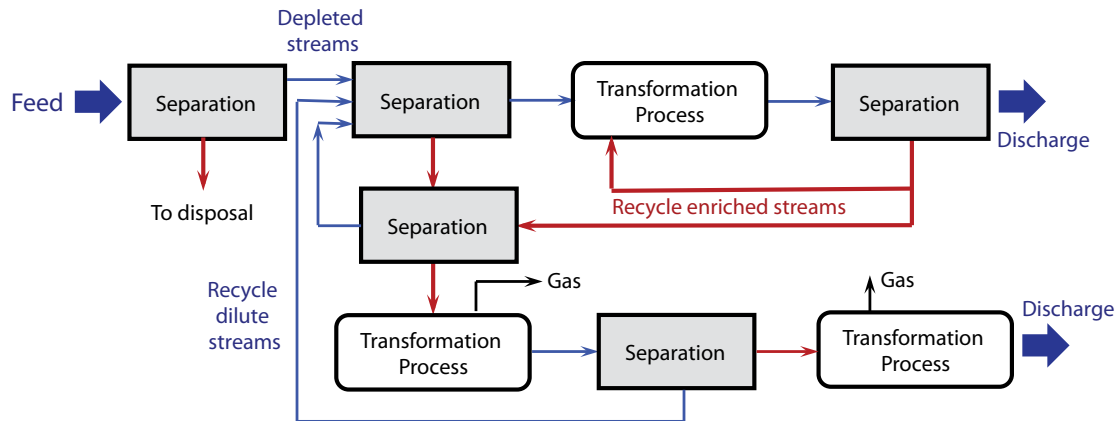 Depleted
streams
Feed
Separation
Separation
Transformation
Process
Separation
Discharge
To disposal
Separation
Recycle enriched streams
Recycle
dilute
streams
Gas
Gas
Discharge
Transformation
Process
Separation
Transformation
Process